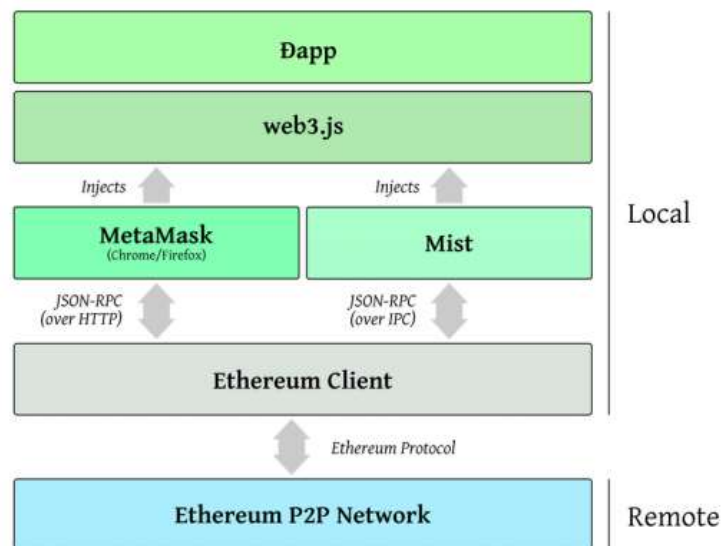 Ðapp
web3.js
Injects
Injects
MetaMask
(Chrome/Firefox)
Mist
Local
JSON-RPC
(over HTTP)
JSON-RPC
(over IPC)
Ethereum Client
Ethereum Protocol
Ethereum P2P Network
Remote